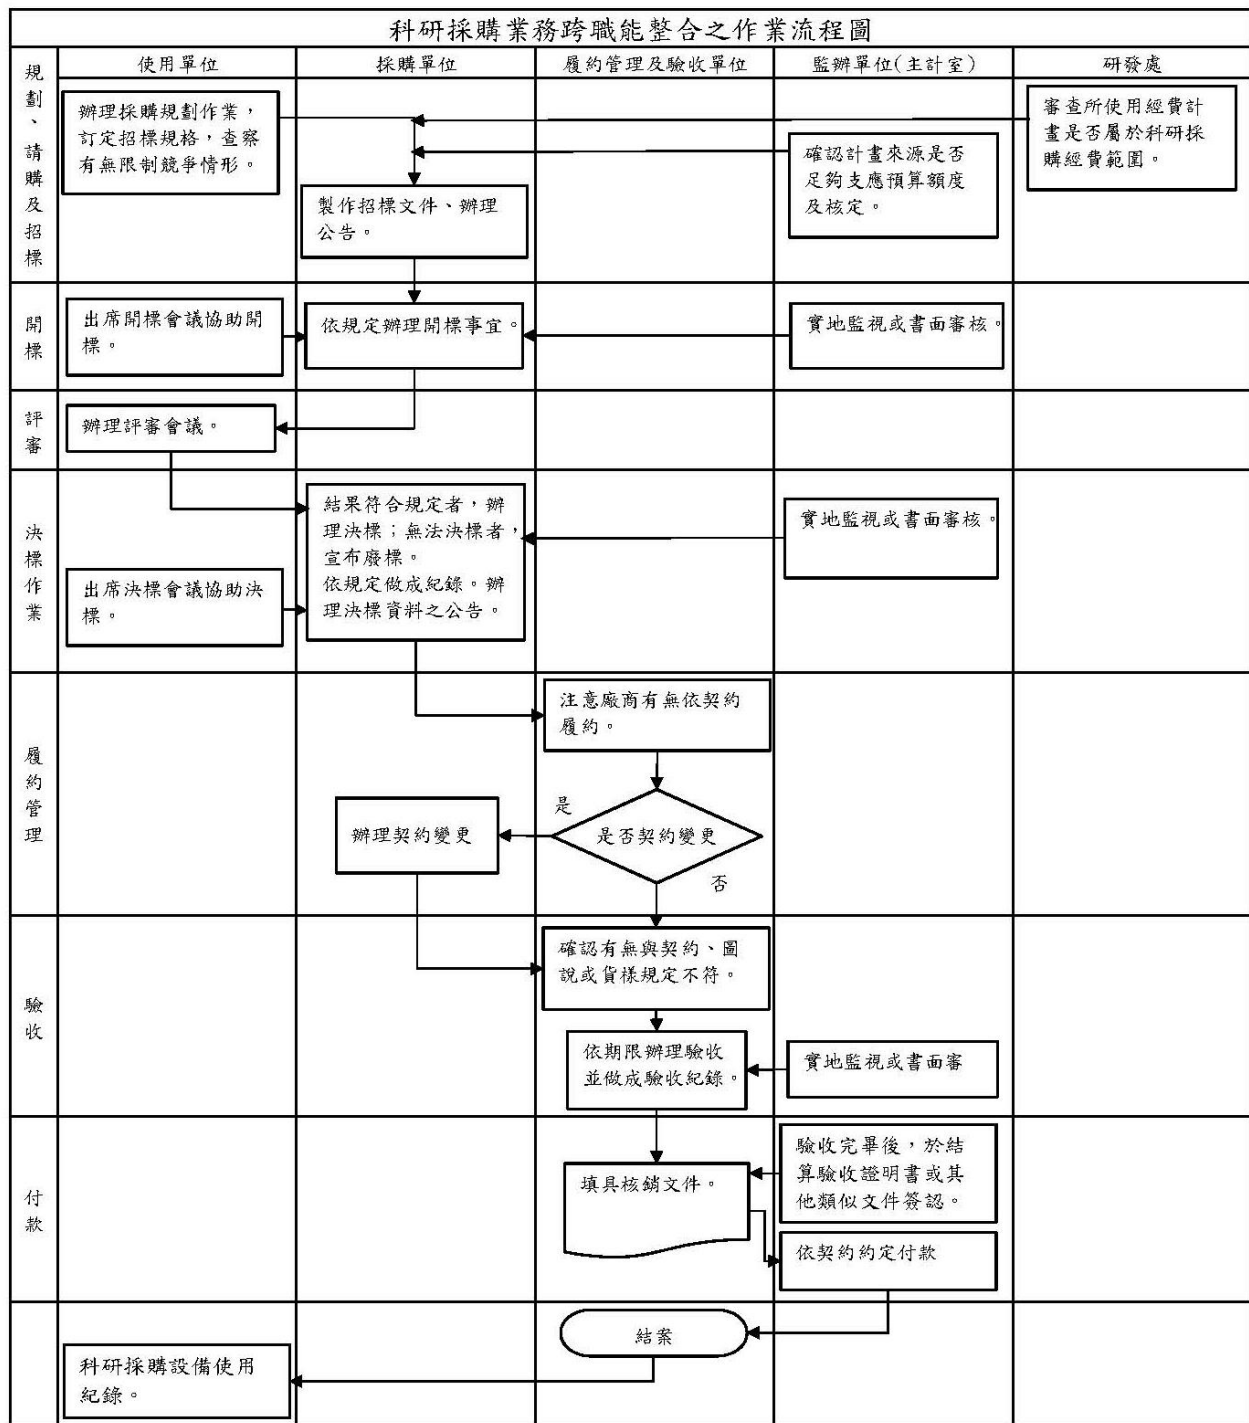 科研採購業務跨職能整合之作業流程圖
使用單位
採購單位
履約管理及驗收單位
監辦單位(主計室)
研發處
規劃、請購及招標
辦理採購規劃作業，
訂定招標規格，查察
有無限制競爭情形。
製作招標文件、辦理
公告。
確認計畫來源是否
足夠支應預算額度
及核定。
審查所使用經費計
畫是否屬於科研採
購經費範圍。
開標
出席開標會議協助開
標。
依規定辦理開標事宜。
實地監視或書面審核。
評審
辦理評審會議。
決標作業
結果符合規定者，辦
理決標；無法決標者，
宣布廢標。
依規定做成紀錄。辦
理決標資料之公告。
實地監視或書面審核。
出席決標會議協助決
標。
履約管理
注意廠商有無依契約
履約。
是
辦理契約變更
是否契約變更
否
驗收
確認有無與契約、圖
說或貨樣規定不符。
依期限辦理驗收
並做成驗收紀錄。
實地監視或書面審
付款
填具核銷文件。
驗收完畢後，於結
算驗收證明書或其
他類似文件簽認。
依契約約定付款
結案
科研採購設備使用
紀錄。